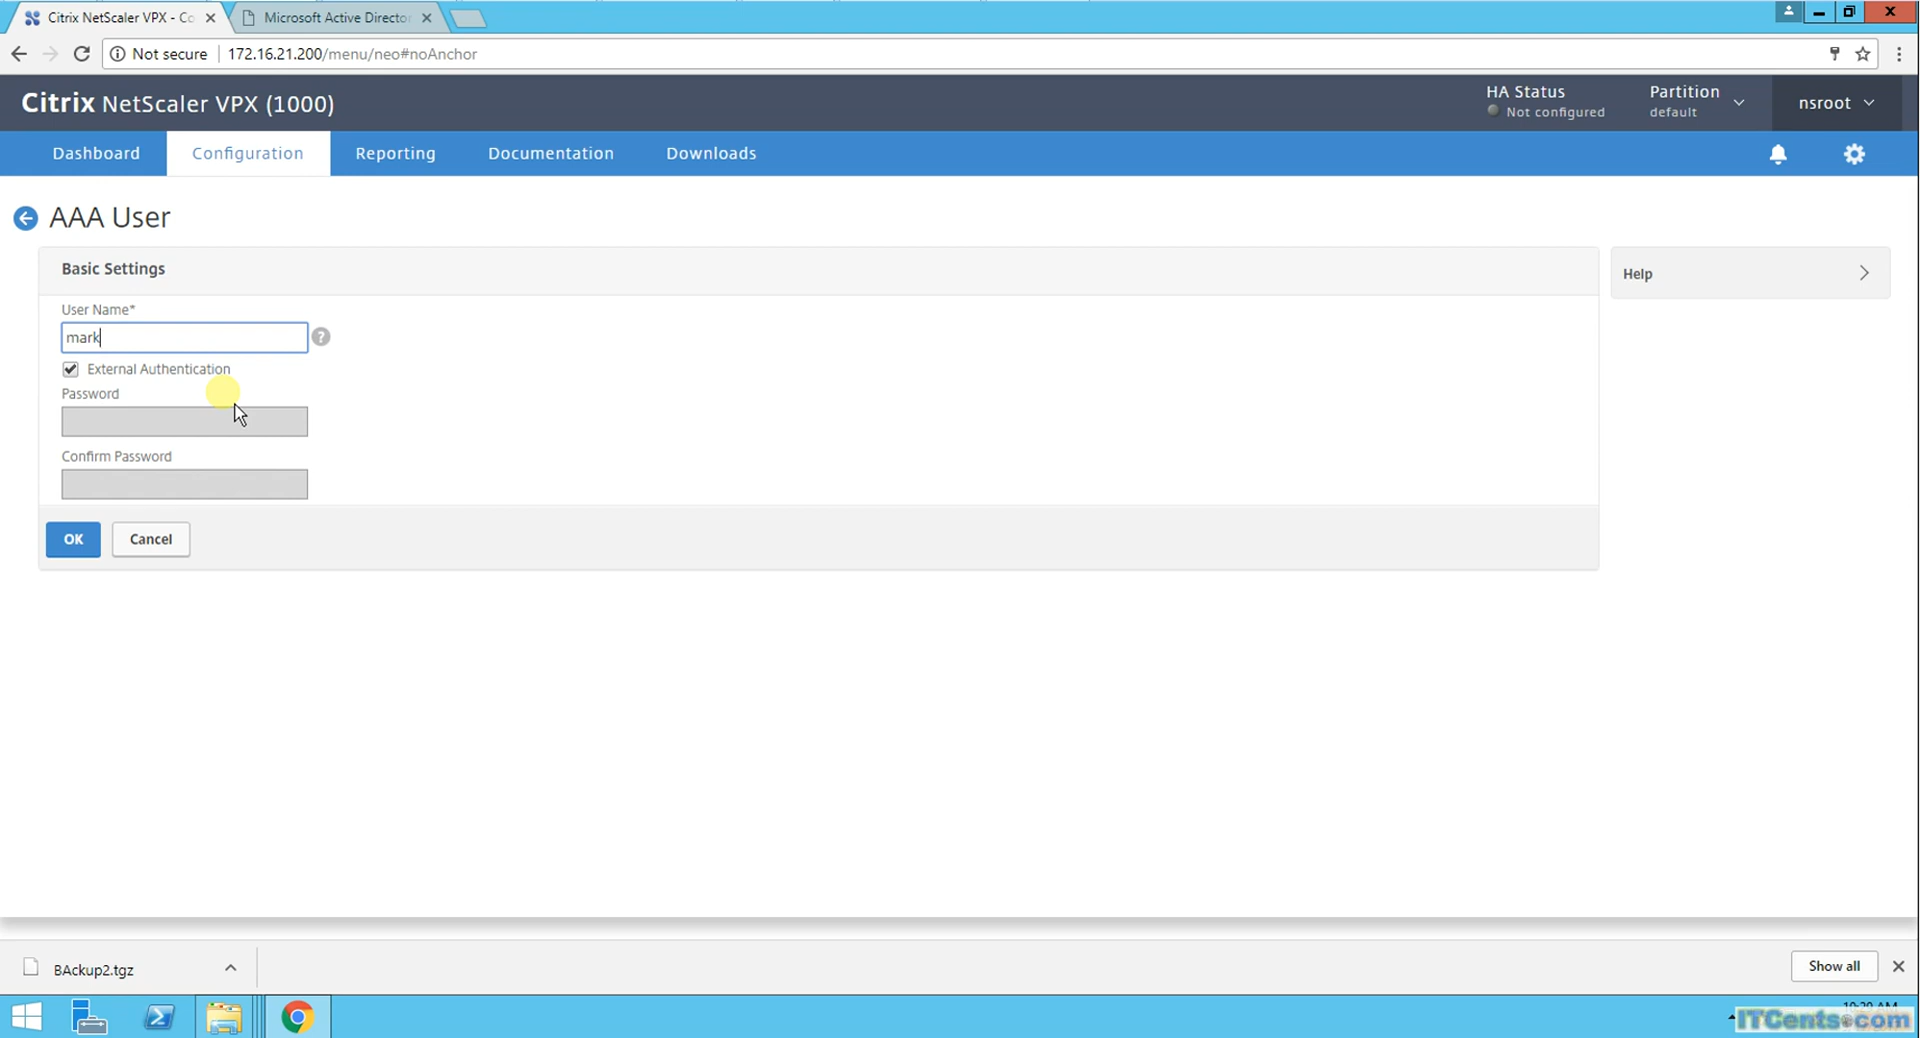 Citrix NetScaler VPX - Co
Microsoft Active Director
Not secure
172.16.21.200/menu/neo#noAnchor
Citrix NetScaler VPX (1000)
HA Status
Not configured
Partition
default
nsroot
Dashboard
Configuration
Reporting
Documentation
Downloads
AAA User
Basic Settings
Help
User Name*
mark
?
External Authentication
Password
Confirm Password
OK
Cancel
BAckup2.tgz
Show all
ITCents.com